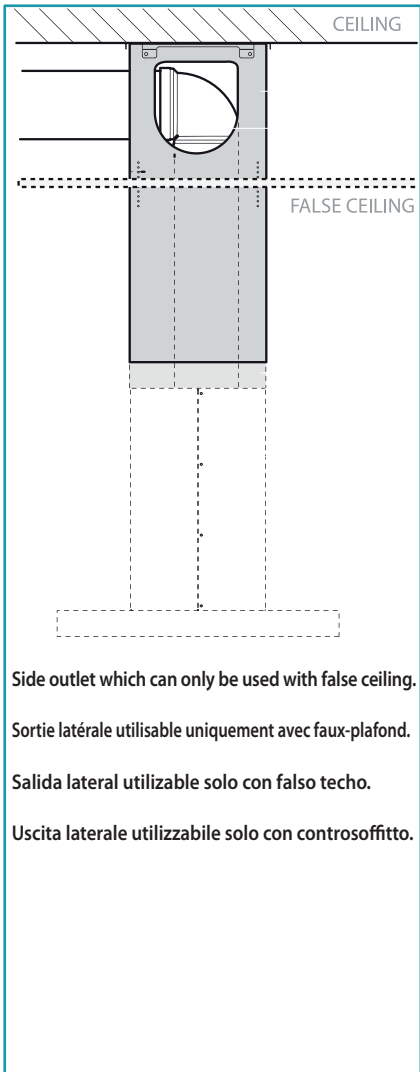 CEILING
FALSE CEILING
Side outlet which can only be used with false ceiling.
Sortie latérale utilisable uniquement avec faux-plafond.
Salida lateral utilizable solo con falso techo.
Uscita laterale utilizzabile solo con controsoffitto.